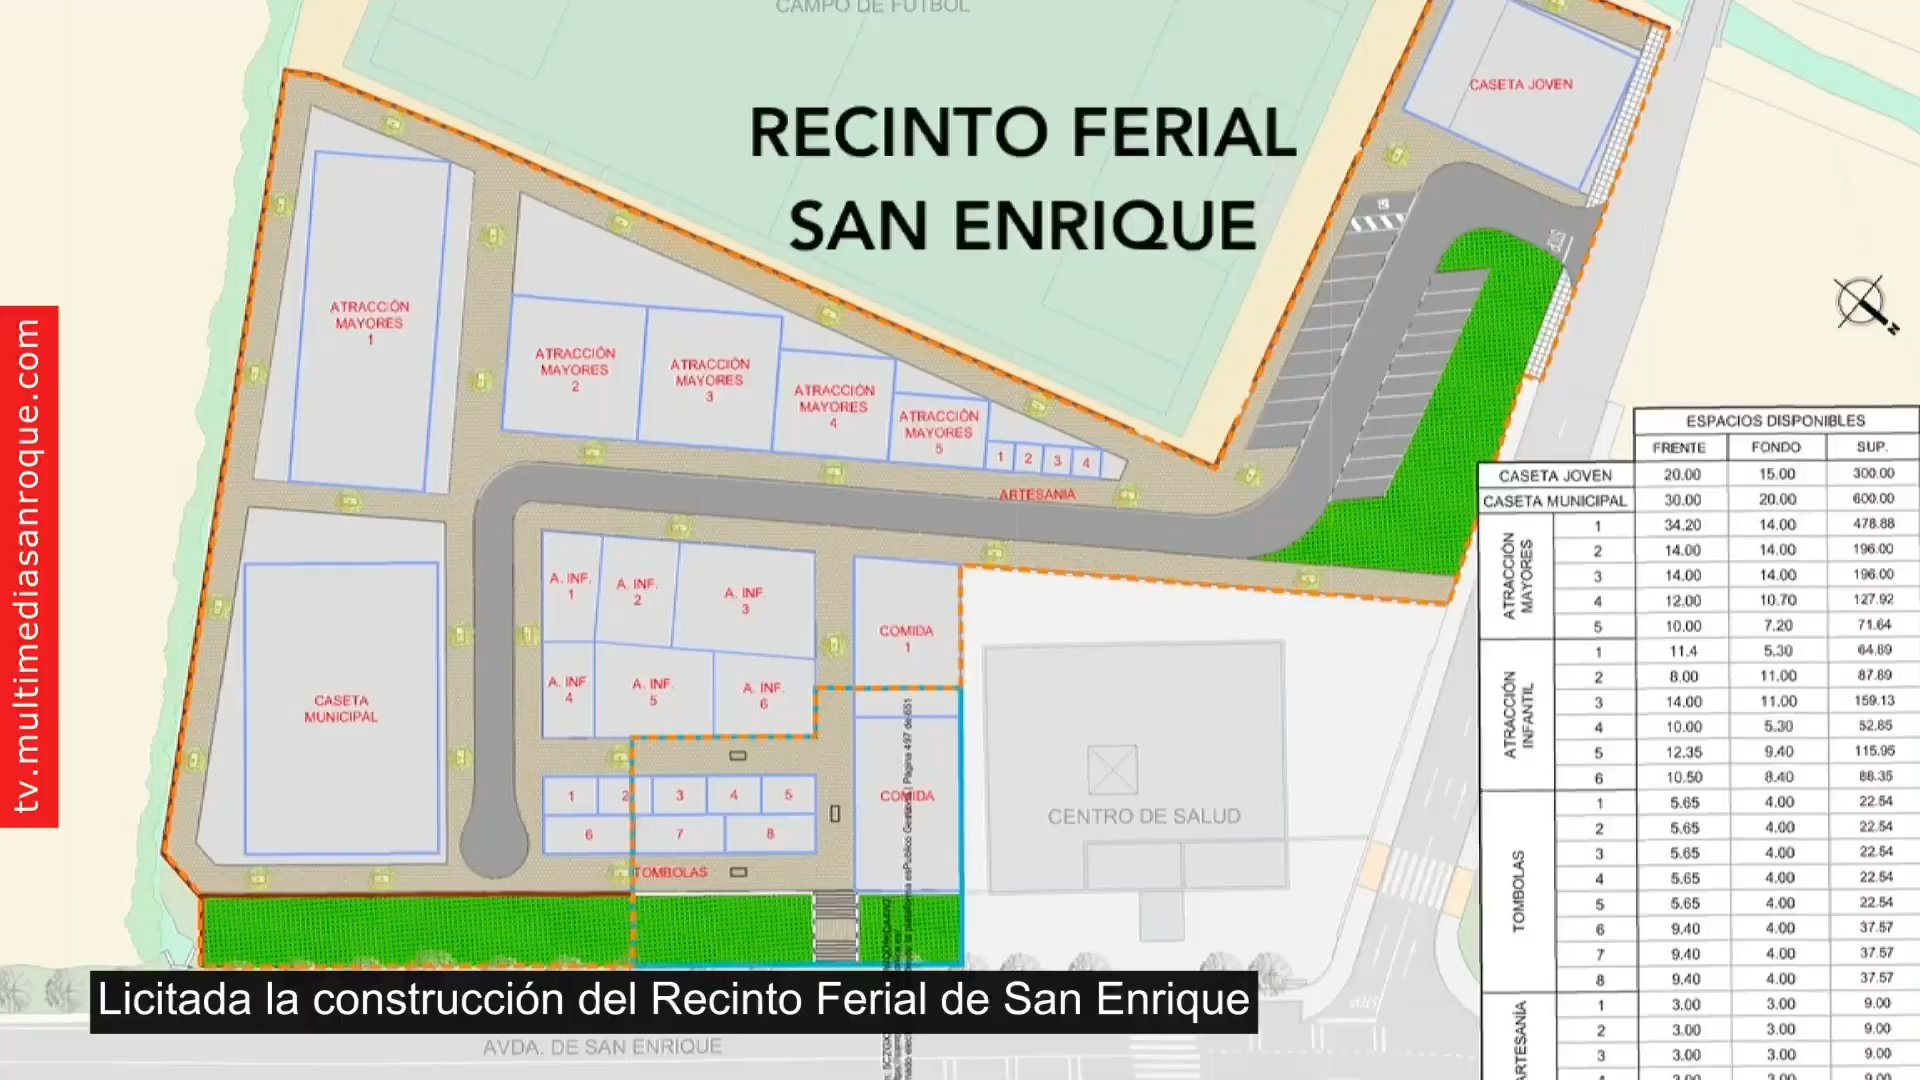 CAMPO DE FÚTBOL
RECINTO FERIAL
SAN ENRIQUE
CASETA JOVEN
STOP
N
tv.multimediasanroque.com
ATRACCIÓN
MAYORES
1
ATRACCIÓN
MAYORES
2
ATRACCIÓN
MAYORES
3
ATRACCIÓN
MAYORES
4
ATRACCIÓN
MAYORES
5
1 2 3 4
ARTESANIA
A. INF.
1
A. INF.
2
A. INF.
3
A. INF.
4
A. INF.
5
A. INF.
6
COMIDA
1
CASETA
MUNICIPAL
1 2 3 4 5
6 7 8
TOMBOLAS
COMIDA
CENTRO DE SALUD
STOP
Licitada la construcción del Recinto Ferial de San Enrique
AVDA. DE SAN ENRIQUE
ESPACIOS DISPONIBLES
FRENTE FONDO SUP.
CASETA JOVEN 20.00 15.00 300.00
CASETA MUNICIPAL 30.00 20.00 600.00
ATRACCIÓN MAYORES
1 34.20 14.00 478.88
2 14.00 14.00 196.00
3 14.00 14.00 196.00
4 12.00 10.70 127.92
5 10.00 7.20 71.64
ATRACCIÓN INFANTIL
1 11.4 5.30 64.89
2 8.00 11.00 87.89
3 14.00 11.00 159.13
4 10.00 5.30 52.85
5 12.35 9.40 115.95
6 10.50 8.40 88.35
TOMBOLAS
1 5.65 4.00 22.54
2 5.65 4.00 22.54
3 5.65 4.00 22.54
4 5.65 4.00 22.54
5 5.65 4.00 22.54
6 9.40 4.00 37.57
7 9.40 4.00 37.57
8 9.40 4.00 37.57
ARTESANÍA
1 3.00 3.00 9.00
2 3.00 3.00 9.00
3 3.00 3.00 9.00
4 3.00 3.00 9.00